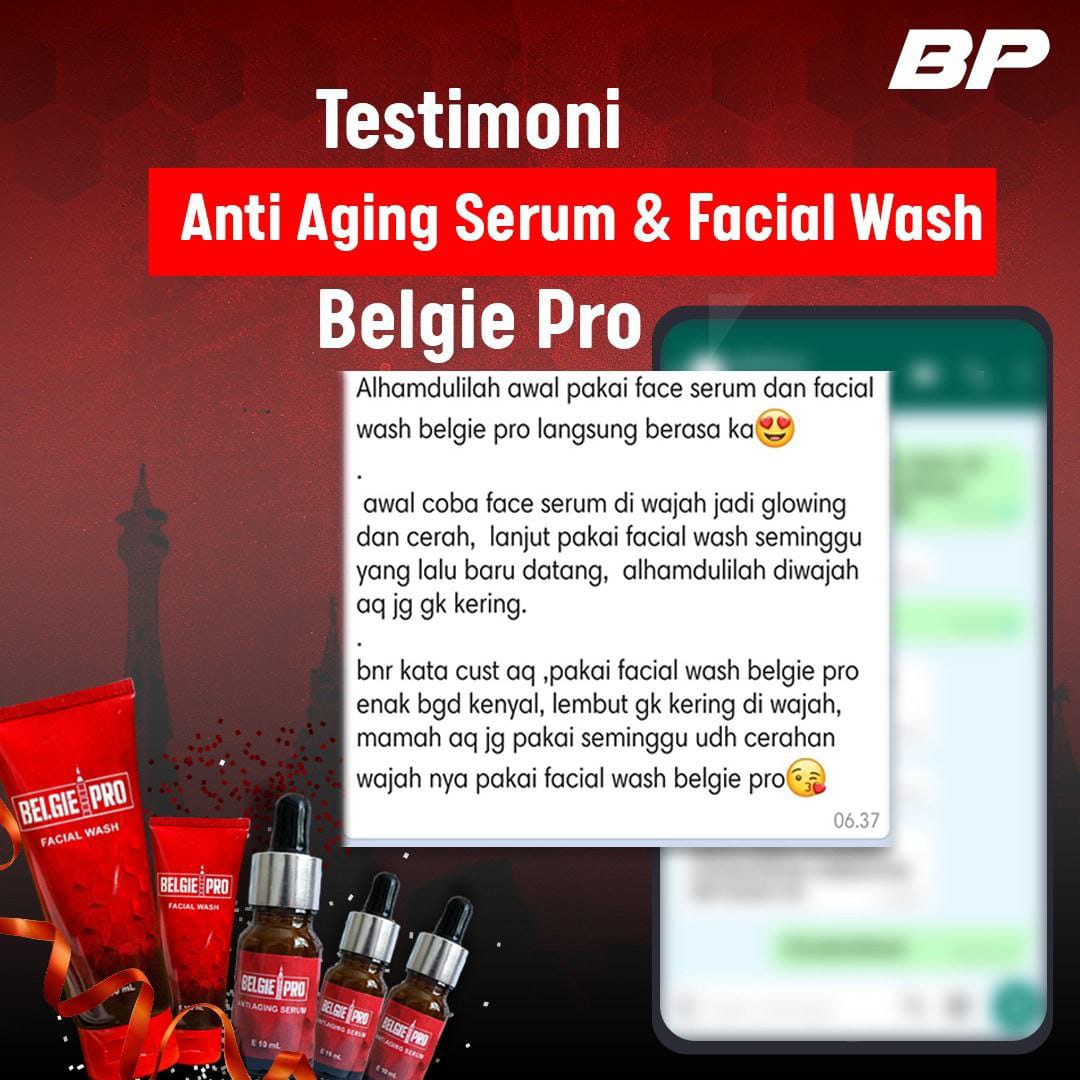 BP
Testimoni
Anti Aging Serum & Facial Wash
Belgie Pro
Alhamdulilah awal pakai face serum dan facial
wash belgie pro langsung berasa ka😍
.
awal coba face serum di wajah jadi glowing
dan cerah, lanjut pakai facial wash seminggu
yang lalu baru datang, alhamdulilah diwajah
aq jg gk kering.
.
bnr kata cust aq ,pakai facial wash belgie pro
enak bgd kenyal, lembut gk kering di wajah,
mamah aq jg pakai seminggu udh cerahan
wajah nya pakai facial wash belgie pro😘
06.37
BELGIE PRO
FACIAL WASH
BELGIE PRO
FACIAL WASH
BELGIE PRO
ANTI AGING SERUM
E 10 mL
BELGIE PRO
ANTI AGING SERUM
E 10 mL
BELGIE PRO
ANTI AGING SERUM
E 10 mL